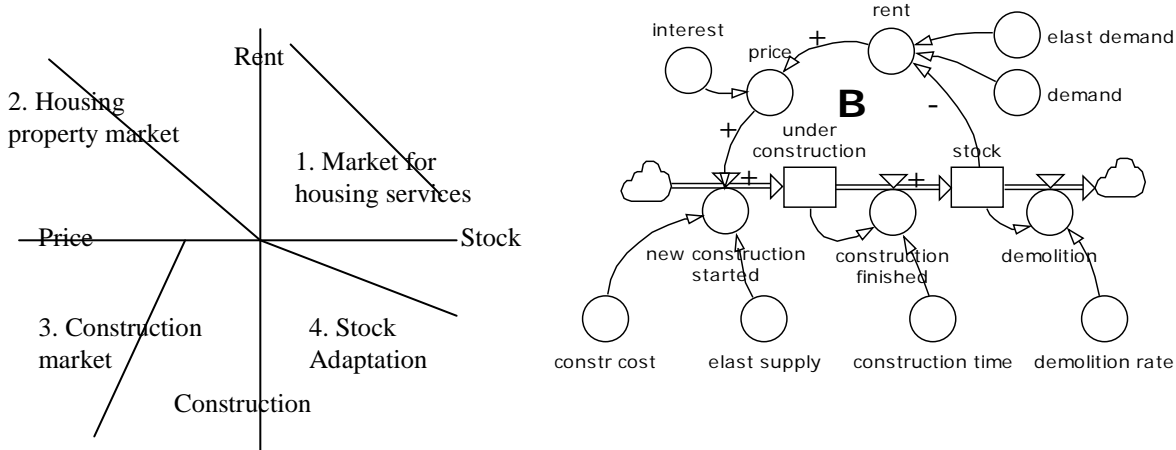 Rent
2. Housing
property market
1. Market for
housing services
Price
Stock
3. Construction
market
4. Stock
Adaptation
Construction
rent
interest
price
+
elast demand
demand
B
+
-
under
construction
stock
+
+
new construction
started
construction
finished
demolition
constr cost
elast supply
construction time
demolition rate